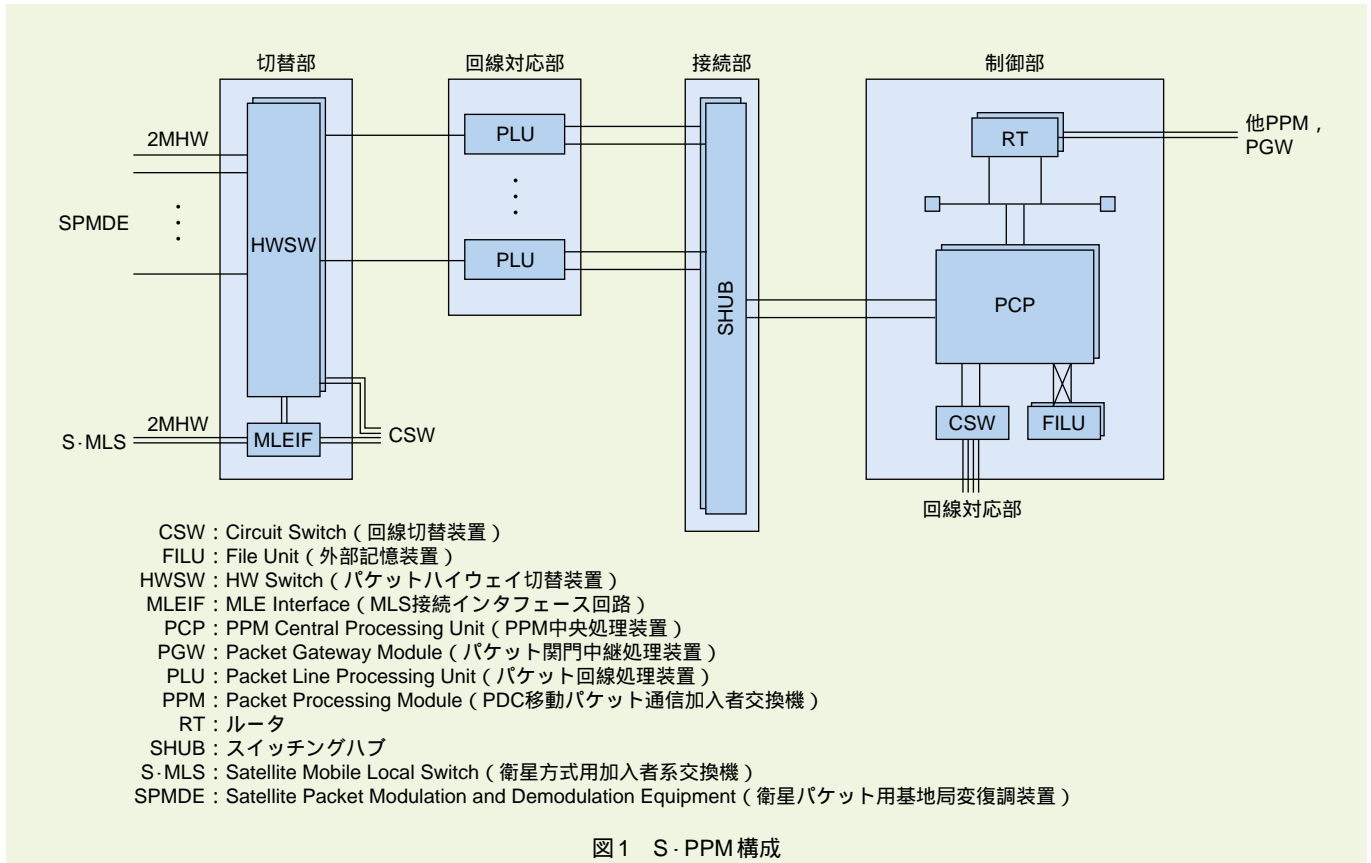 切替部
回線対応部
接続部
制御部
2MHW
SPMDE
HWSW
PLU
PLU
SHUB
RT
他PPM，
PGW
PCP
CSW
FILU
回線対応部
2MHW
S·MLS
MLEIF
CSW
CSW：Circuit Switch（回線切替装置）
FILU：File Unit（外部記憶装置）
HWSW：HW Switch（パケットハイウェイ切替装置）
MLEIF：MLE Interface（MLS接続インタフェース回路）
PCP：PPM Central Processing Unit（PPM中央処理装置）
PGW：Packet Gateway Module（パケット関門中継処理装置）
PLU：Packet Line Processing Unit（パケット回線処理装置）
PPM：Packet Processing Module（PDC移動パケット通信加入者交換機）
RT：ルータ
SHUB：スイッチングハブ
S·MLS：Satellite Mobile Local Switch（衛星方式用加入者系交換機）
SPMDE：Satellite Packet Modulation and Demodulation Equipment（衛星パケット用基地局変復調装置）
図1 S·PPM構成